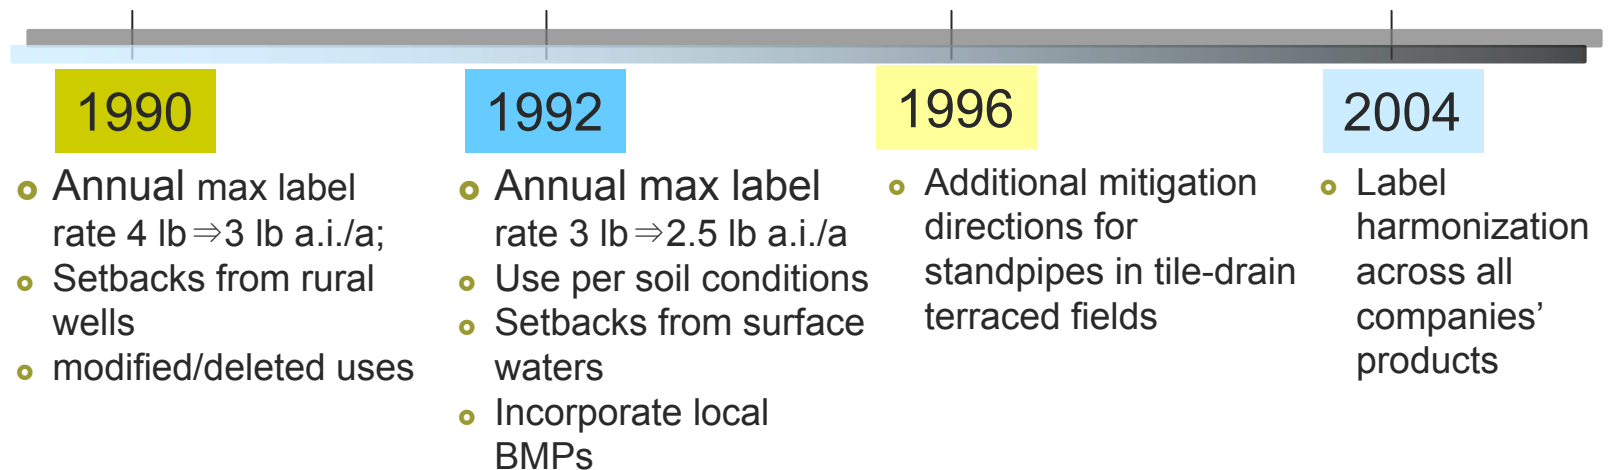 1990
Annual max label
rate 4 lb⇒3 lb a.i./a;
Setbacks from rural
wells
modified/deleted uses
1992
Annual max label
rate 3 lb⇒2.5 lb a.i./a
Use per soil conditions
Setbacks from surface
waters
Incorporate local
BMPs
1996
Additional mitigation
directions for
standpipes in tile-drain
terraced fields
2004
Label
harmonization
across all
companies’
products